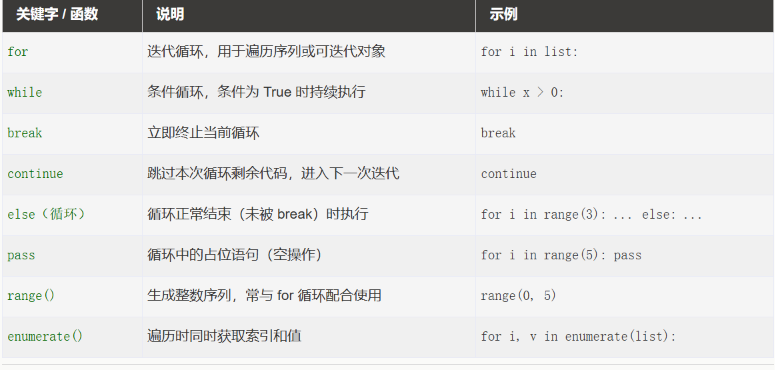 关键字 / 函数 说明 示例
for 迭代循环，用于遍历序列或可迭代对象 for i in list:
while 条件循环，条件为 True 时持续执行 while x > 0:
break 立即终止当前循环 break
continue 跳过本次循环剩余代码，进入下一次迭代 continue
else（循环） 循环正常结束（未被 break）时执行 for i in range(3): ... else: ...
pass 循环中的占位语句（空操作） for i in range(5): pass
range() 生成整数序列，常与 for 循环配合使用 range(0, 5)
enumerate() 遍历时同时获取索引和值 for i, v in enumerate(list):